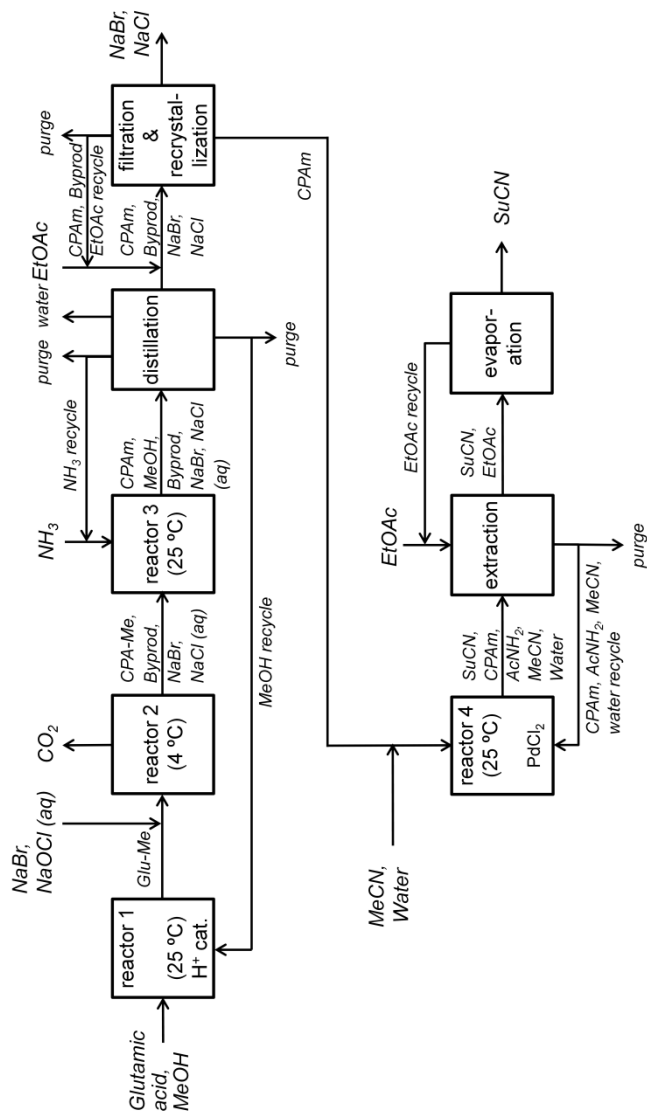 Glutamic
acid,
MeOH
reactor 1
(25 ºC)
H⁺ cat.
Glu-Me
NaBr,
NaOCl (aq)
CO₂
reactor 2
(4 ºC)
CPA-Me,
Byprod,
NaBr,
NaCl (aq)
NH₃
NH₃ recycle
reactor 3
(25 ºC)
CPAm,
MeOH,
Byprod,
NaBr, NaCl
(aq)
MeOH recycle
purge
water
distillation
purge
EtOAc
CPAm, Byprod
EtOAc recycle
CPAm,
Byprod,
NaBr,
NaCl
purge
filtration
&
recrystal-
lization
NaBr,
NaCl
CPAm
MeCN,
Water
reactor 4
(25 ºC)
PdCl₂
SuCN,
CPAm,
AcNH₂,
MeCN,
Water
CPAm, AcNH₂, MeCN,
water recycle
EtOAc
EtOAc recycle
extraction
purge
SuCN,
EtOAc
evapor-
ation
SuCN